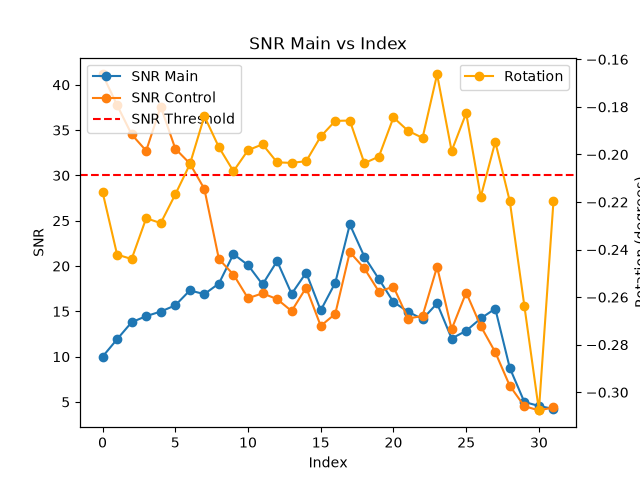 SNR Main vs Index
SNR Main
SNR Control
SNR Threshold
Rotation
40
35
30
25
20
15
10
5
SNR
0
5
10
15
20
25
30
Index
−0.16
−0.18
−0.20
−0.22
−0.24
−0.26
−0.28
−0.30
Rotation (degrees)